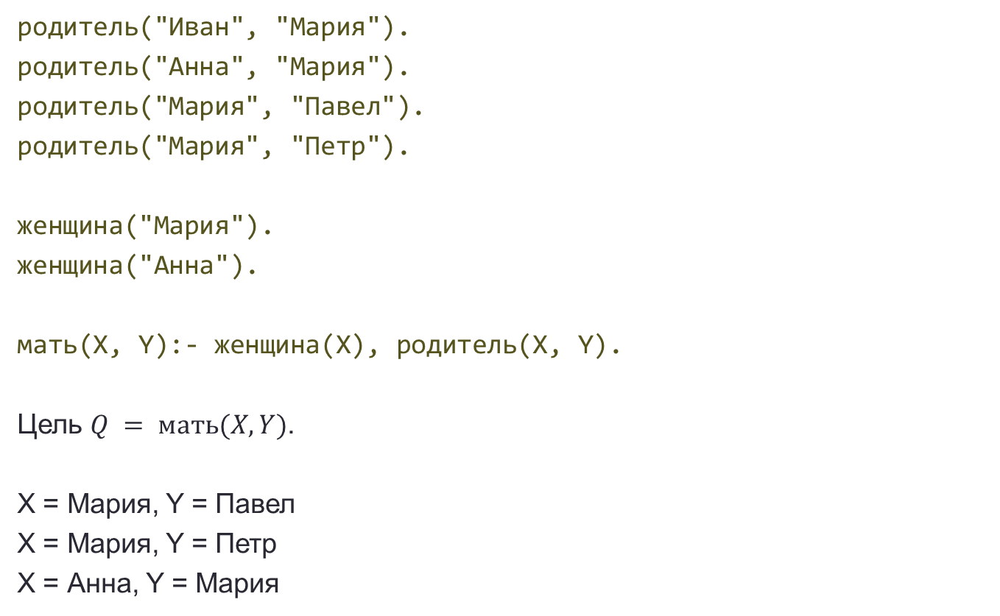 родитель("Иван", "Мария").
родитель("Анна", "Мария").
родитель("Мария", "Павел").
родитель("Мария", "Петр").
женщина("Мария").
женщина("Анна").
мать(X, Y):- женщина(X), родитель(X, Y).
Цель Q = мать(X,Y).
X = Мария, Y = Павел
X = Мария, Y = Петр
X = Анна, Y = Мария